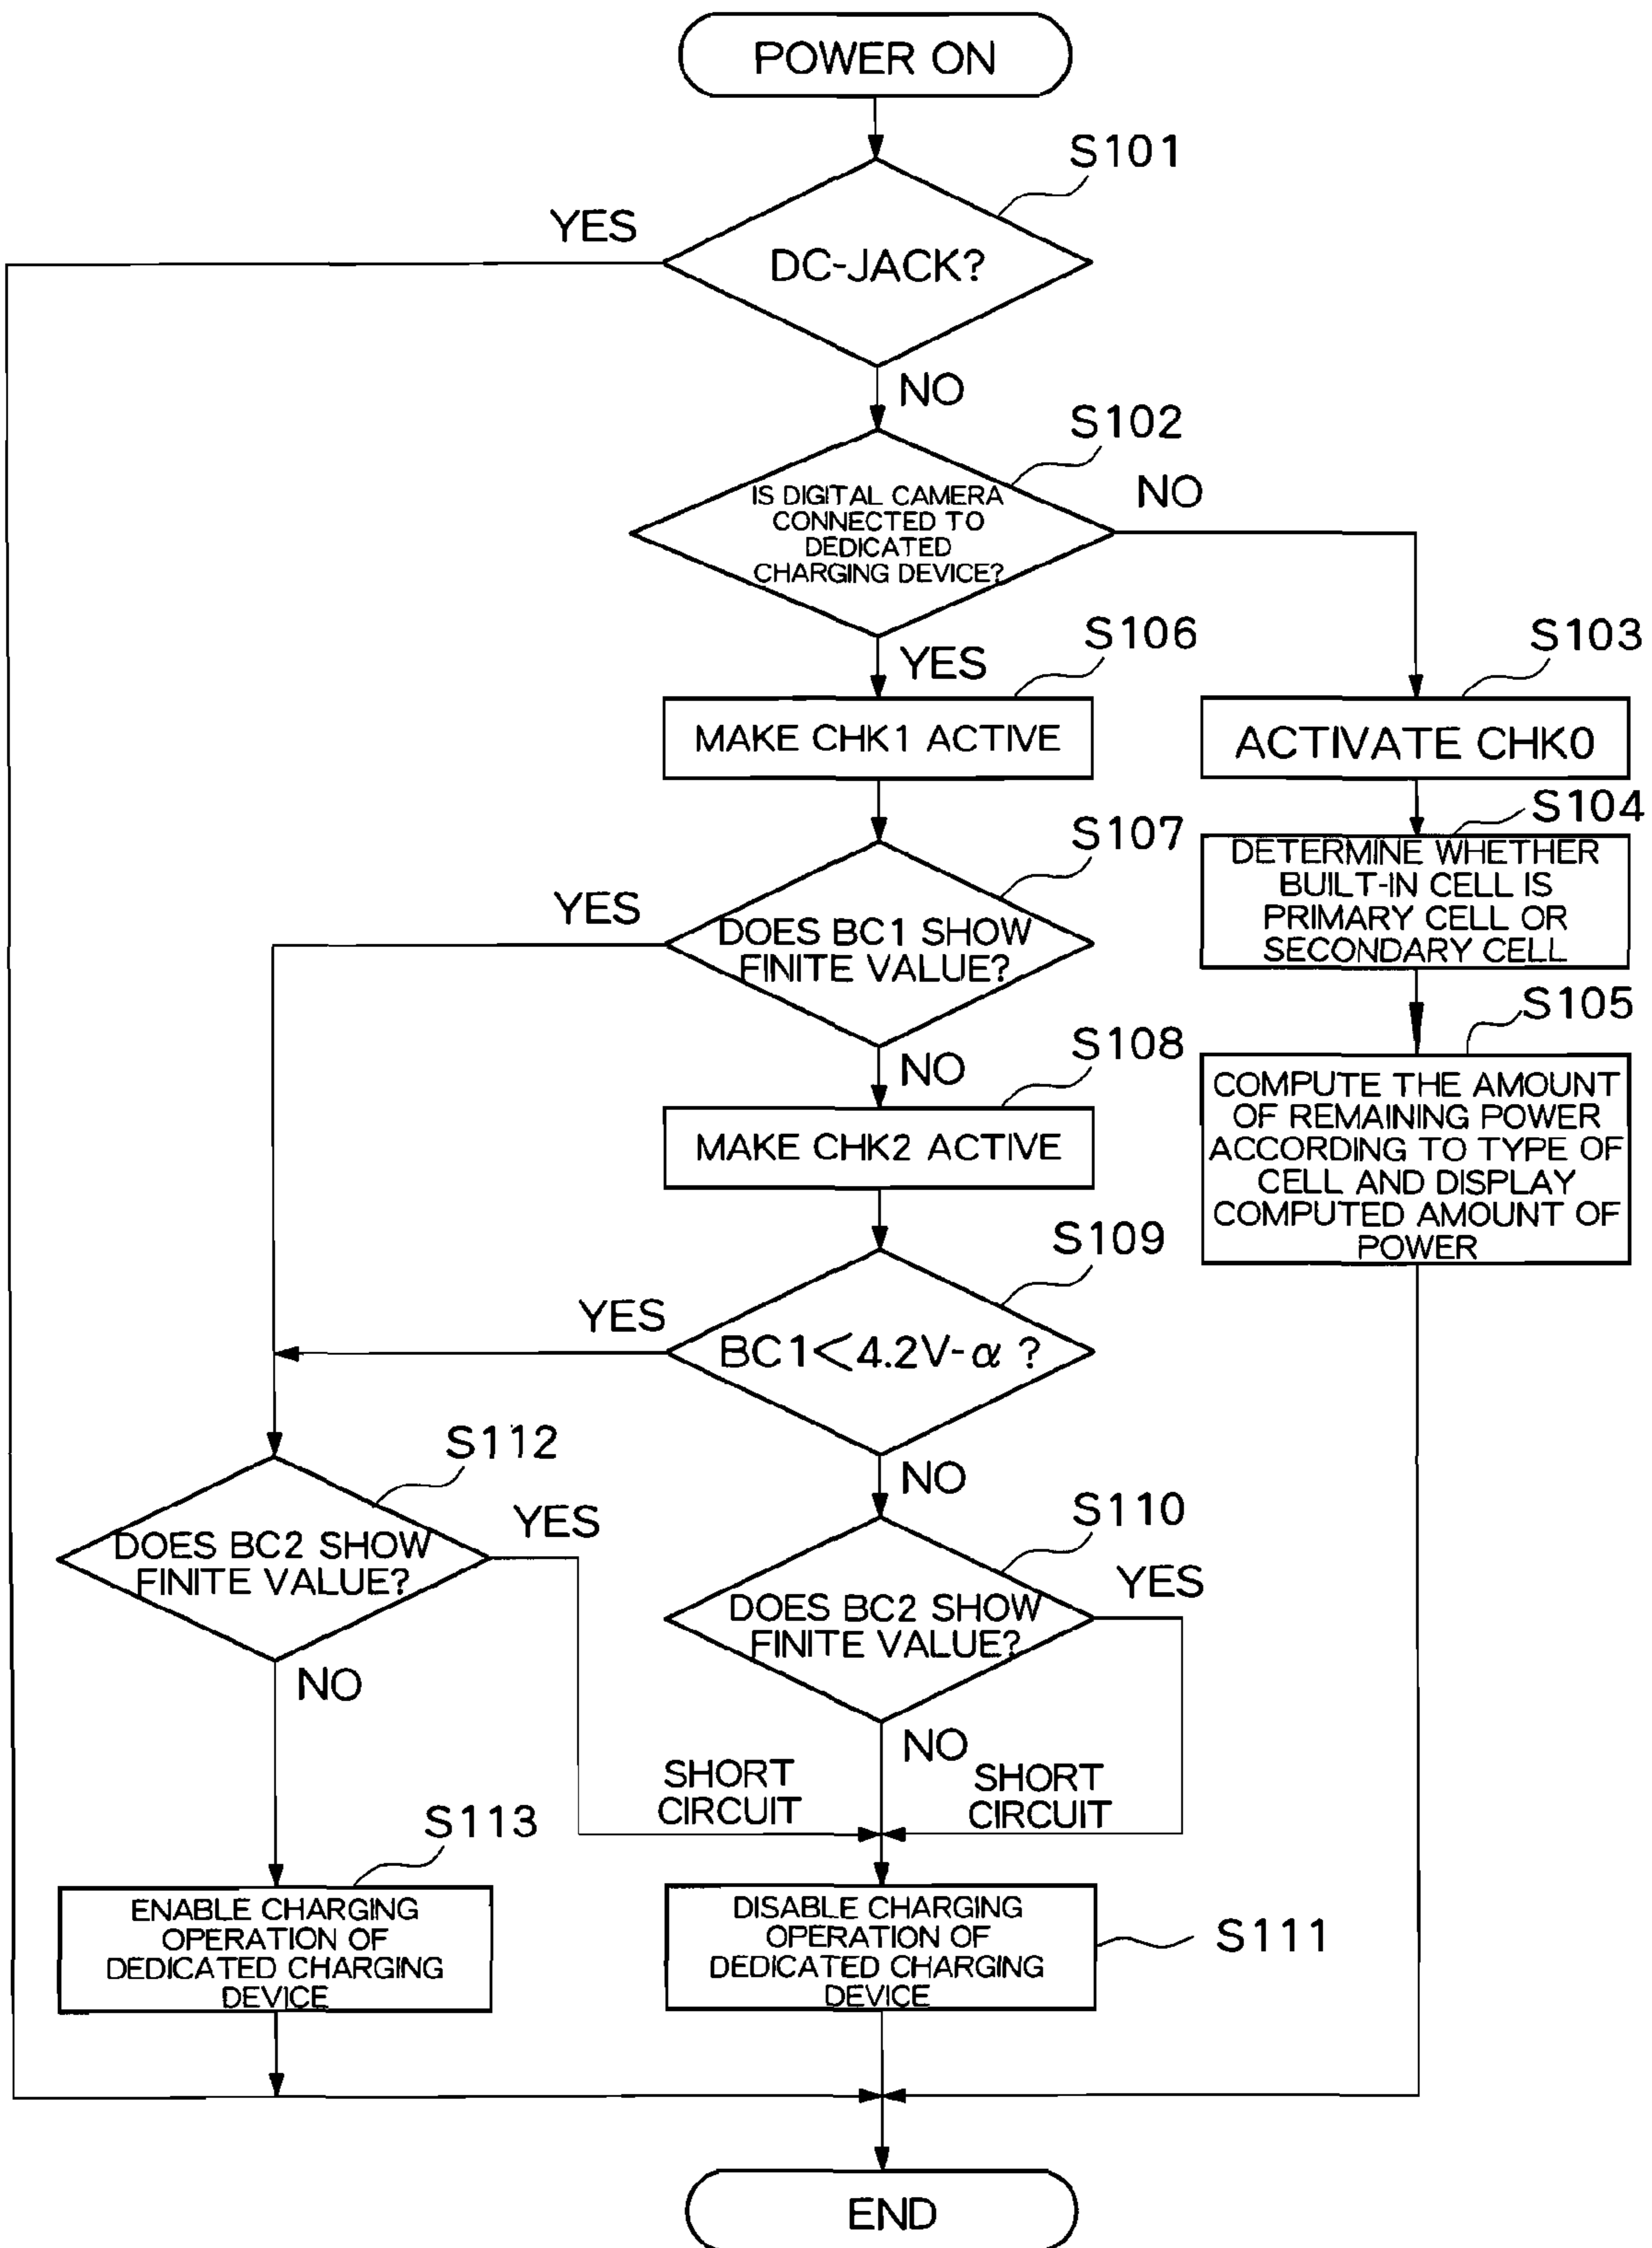 POWER ON
S101
YES
DC-JACK?
NO
S102
IS DIGITAL CAMERA
CONNECTED TO
DEDICATED
CHARGING DEVICE?
NO
S106
YES
S103
MAKE CHK1 ACTIVE
ACTIVATE CHK0
S104
DETERMINE WHETHER
BUILT-IN CELL IS
PRIMARY CELL OR
SECONDARY CELL
S107
YES
DOES BC1 SHOW
FINITE VALUE?
S105
COMPUTE THE AMOUNT
OF REMAINING POWER
ACCORDING TO TYPE OF
CELL AND DISPLAY
COMPUTED AMOUNT OF
POWER
NO
S108
MAKE CHK2 ACTIVE
S109
YES
BC1<4.2V-α ?
NO
S112
YES
DOES BC2 SHOW
FINITE VALUE?
NO
S110
YES
DOES BC2 SHOW
FINITE VALUE?
NO
SHORT
CIRCUIT
SHORT
CIRCUIT
S113
ENABLE CHARGING
OPERATION OF
DEDICATED CHARGING
DEVICE
DISABLE CHARGING
OPERATION OF
DEDICATED CHARGING
DEVICE
S111
END